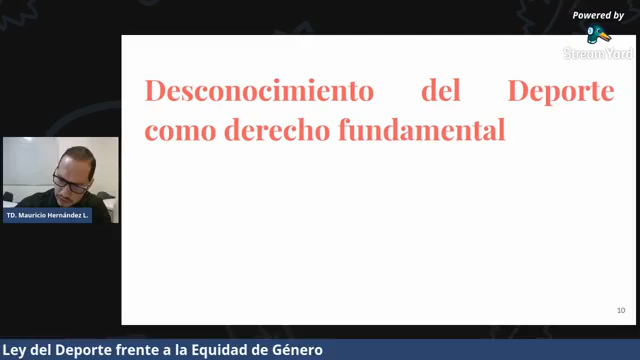 Powered by
StreamYard
Desconocimiento del Deporte
como derecho fundamental
TD. Mauricio Hernández L.
10
Ley del Deporte frente a la Equidad de Género